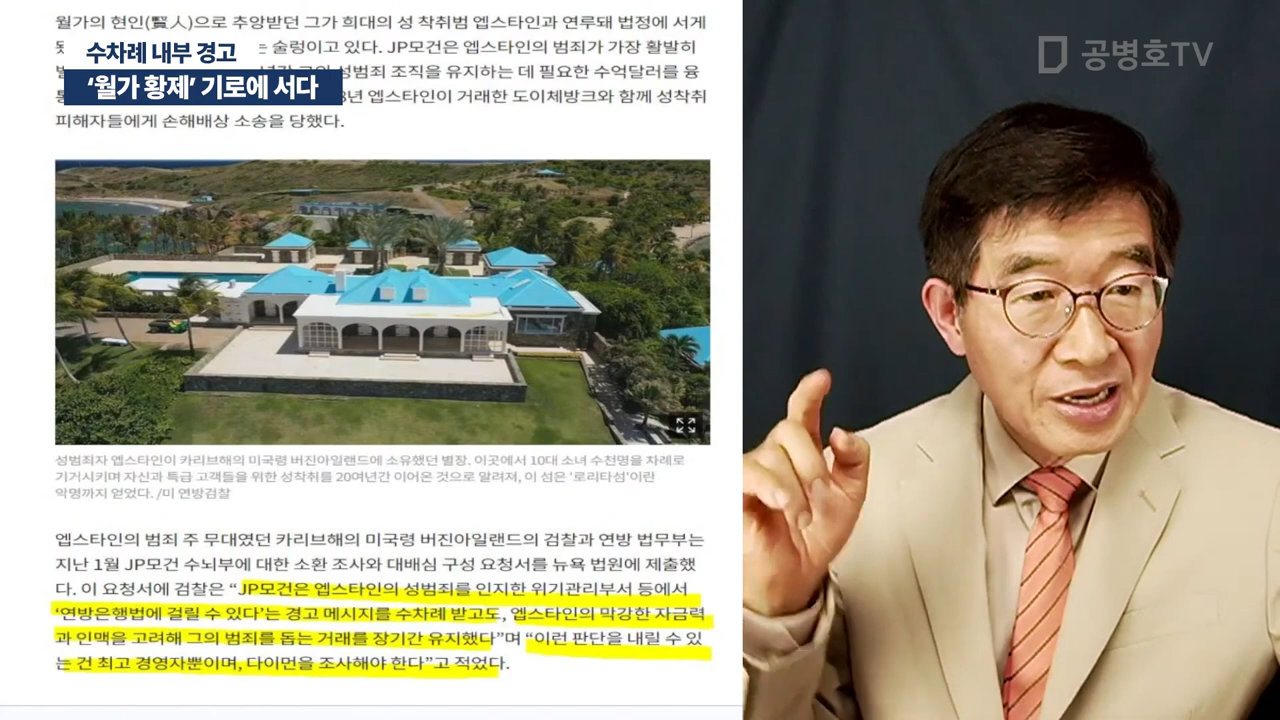 월가의 현인(賢人)으로 추앙받던 그가 희대의 성 착취범 엡스타인과 연루돼 법정에 서게
수차례 내부 경고
술렁이고 있다. JP모건은 엡스타인의 범죄가 가장 활발히
성범죄 조직을 유지하는 데 필요한 수억달러를 융
‘월가 황제’ 기로에 서다
엡스타인이 거래한 도이체방크와 함께 성착취
피해자들에게 손해배상 소송을 당했다.
공병호TV
성범죄자 엡스타인이 카리브해의 미국령 버진아일랜드에 소유했던 별장. 이곳에서 10대 소녀 수천명을 차례로
기거시키며 자신과 특급 고객들을 위한 성착취를 20여년간 이어온 것으로 알려져, 이 섬은 '로리타섬'이란
악명까지 얻었다. /미 연방검찰
엡스타인의 범죄 주 무대였던 카리브해의 미국령 버진아일랜드의 검찰과 연방 법무부는
지난 1월 JP모건 수뇌부에 대한 소환 조사와 대배심 구성 요청서를 뉴욕 법원에 제출했
다. 이 요청서에 검찰은 “JP모건은 엡스타인의 성범죄를 인지한 위기관리부서 등에서
‘연방은행법에 걸릴 수 있다’는 경고 메시지를 수차례 받고도, 엡스타인의 막강한 자금력
과 인맥을 고려해 그의 범죄를 돕는 거래를 장기간 유지했다”며 “이런 판단을 내릴 수 있
는 건 최고 경영자뿐이며, 다이먼을 조사해야 한다”고 적었다.